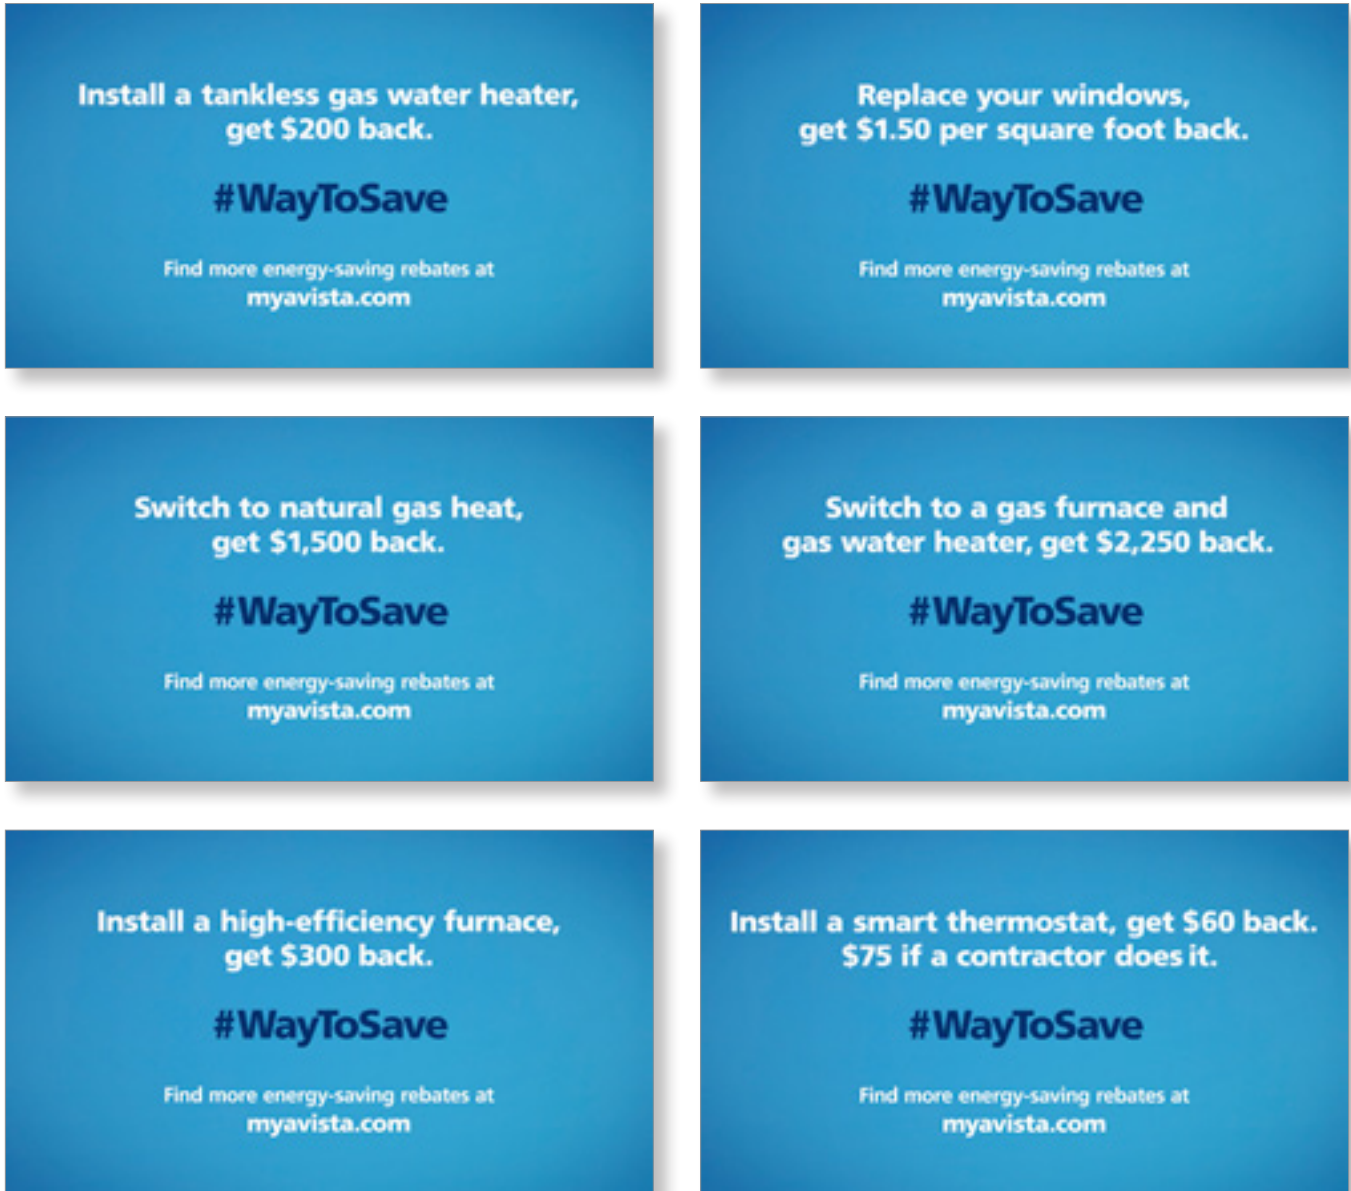 Install a tankless gas water heater,
get $200 back.
#WayToSave
Find more energy-saving rebates at
myavista.com
Replace your windows,
get $1.50 per square foot back.
#WayToSave
Find more energy-saving rebates at
myavista.com
Switch to natural gas heat,
get $1,500 back.
#WayToSave
Find more energy-saving rebates at
myavista.com
Switch to a gas furnace and
gas water heater, get $2,250 back.
#WayToSave
Find more energy-saving rebates at
myavista.com
Install a high-efficiency furnace,
get $300 back.
#WayToSave
Find more energy-saving rebates at
myavista.com
Install a smart thermostat, get $60 back.
$75 if a contractor does it.
#WayToSave
Find more energy-saving rebates at
myavista.com